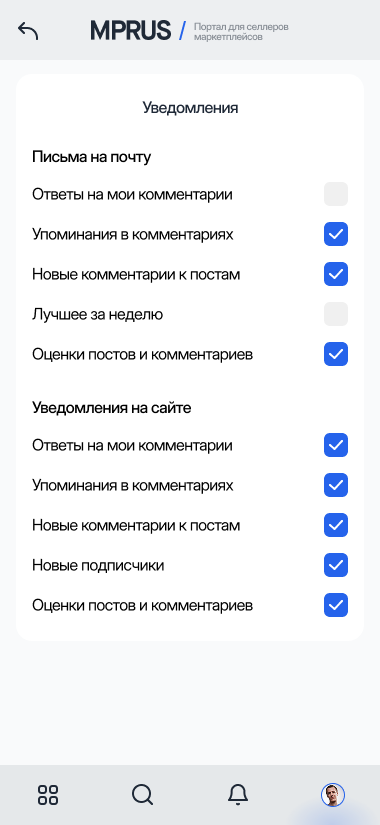 MPRUS / Портал для селлеров
маркетплейсов
Уведомления
Письма на почту
Ответы на мои комментарии
Упоминания в комментариях
Новые комментарии к постам
Лучшее за неделю
Оценки постов и комментариев
Уведомления на сайте
Ответы на мои комментарии
Упоминания в комментариях
Новые комментарии к постам
Новые подписчики
Оценки постов и комментариев